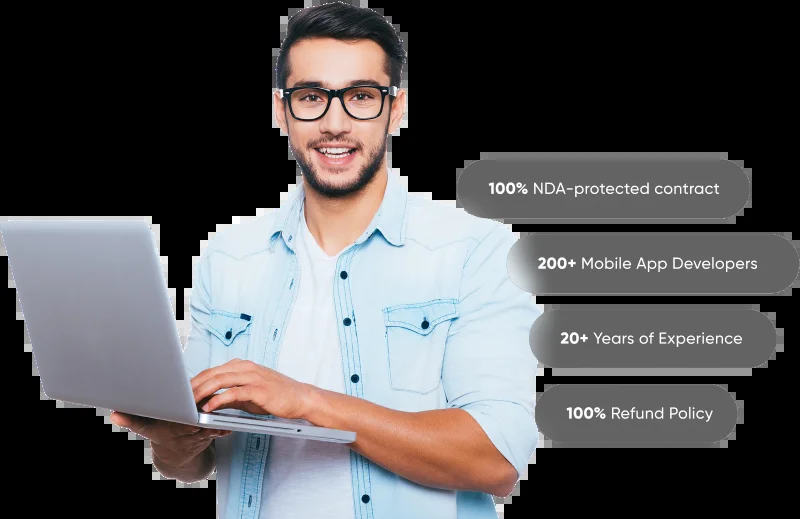 100% NDA-protected contract
200+ Mobile App Developers
20+ Years of Experience
100% Refund Policy